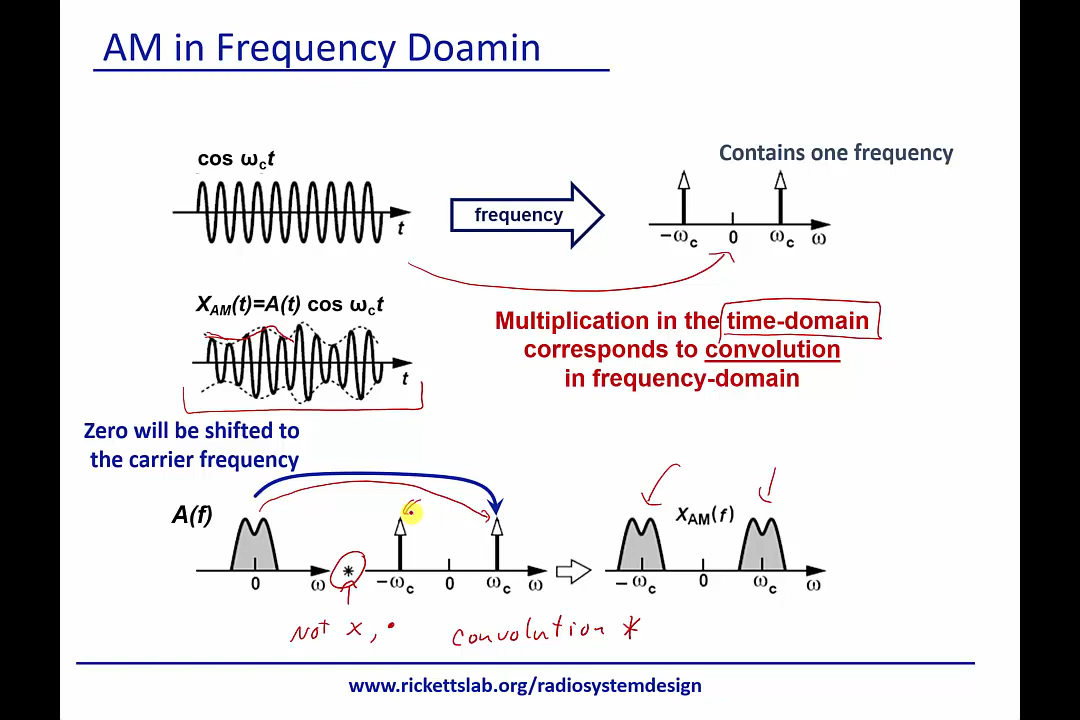 AM in Frequency Doamin
cos ωct
Contains one frequency
frequency
t
-ωc 0 ωc ω
XAM(t)=A(t) cos ωct
Multiplication in the time-domain
corresponds to convolution
in frequency-domain
t
Zero will be shifted to
the carrier frequency
A(f)
XAM(f)
0 ω * -ωc 0 ωc ω -ωc 0 ωc ω
Not x, • Convolution *
www.rickettslab.org/radiosystemdesign